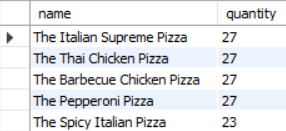 name quantity
The Italian Supreme Pizza 27
The Thai Chicken Pizza 27
The Barbecue Chicken Pizza 27
The Pepperoni Pizza 27
The Spicy Italian Pizza 23